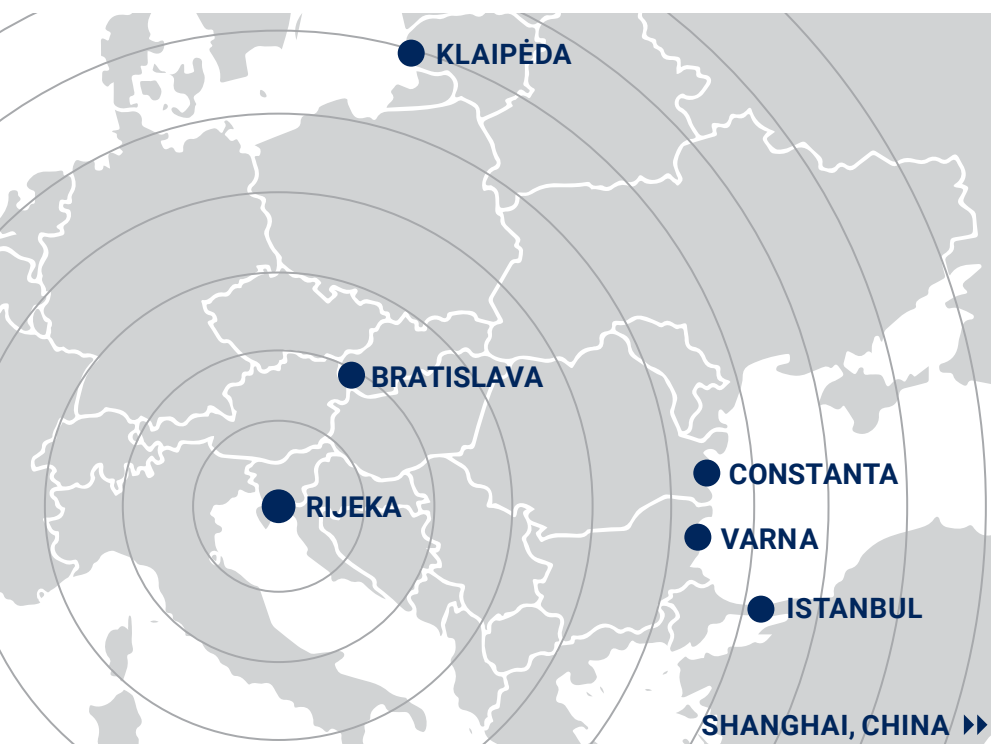 KLAIPĖDA
BRATISLAVA
CONSTANTA
RIJEKA
VARNA
ISTANBUL
SHANGHAI, CHINA